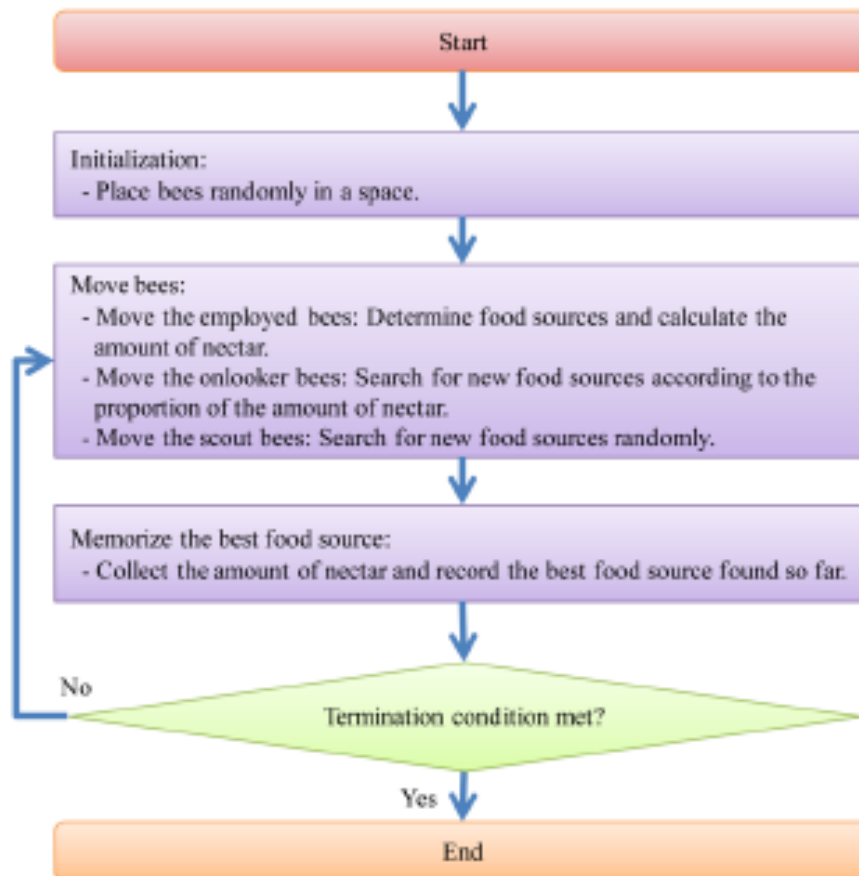 Start
Initialization:
- Place bees randomly in a space.
Move bees:
- Move the employed bees: Determine food sources and calculate the
amount of nectar.
- Move the onlooker bees: Search for new food sources according to the
proportion of the amount of nectar.
- Move the scout bees: Search for new food sources randomly.
Memorize the best food source:
- Collect the amount of nectar and record the best food source found so far.
No
Termination condition met?
Yes
End